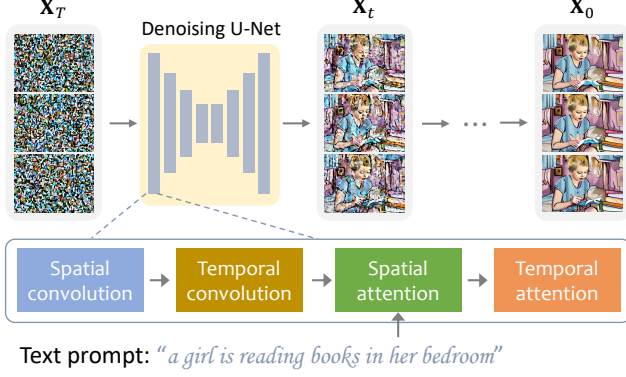 X_T
Denoising U-Net
X_t
X_0
...
Spatial convolution
Temporal convolution
Spatial attention
Temporal attention
Text prompt: "a girl is reading books in her bedroom"